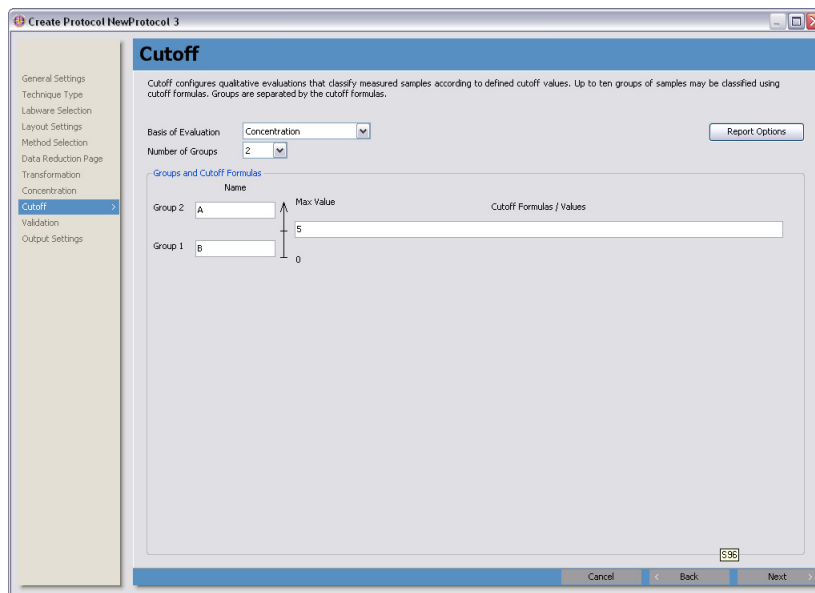 Create Protocol NewProtocol 3
Cutoff
General Settings
Technique Type
Labware Selection
Layout Settings
Method Selection
Data Reduction Page
Transformation
Concentration
Cutoff >
Validation
Output Settings
Cutoff configures qualitative evaluations that classify measured samples according to defined cutoff values. Up to ten groups of samples may be classified using
cutoff formulas. Groups are separated by the cutoff formulas.
Basis of Evaluation Concentration Report Options
Number of Groups 2
Groups and Cutoff Formulas
Name
Max Value Cutoff Formulas / Values
Group 2 A
5
Group 1 B
0
S96
Cancel < Back Next >